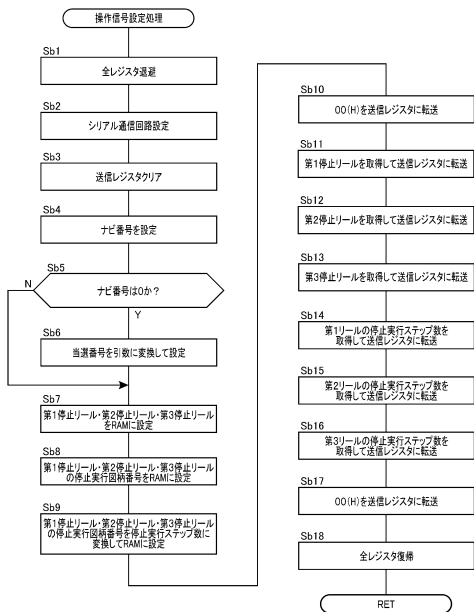 操作信号設定処理
Sb1
全レジスタ退避
Sb2
シリアル通信回路設定
Sb3
送信レジスタクリア
Sb4
ナビ番号を設定
Sb5
N
ナビ番号は0か?
Y
Sb6
当選番号を引数に変換して設定
Sb7
第1停止リール・第2停止リール・第3停止リール
をRAMに設定
Sb8
第1停止リール・第2停止リール・第3停止リール
の停止実行図柄番号をRAMに設定
Sb9
第1停止リール・第2停止リール・第3停止リール
の停止実行図柄番号を停止実行ステップ数に
変換してRAMに設定
Sb10
00(H)を送信レジスタに転送
Sb11
第1停止リールを取得して送信レジスタに転送
Sb12
第2停止リールを取得して送信レジスタに転送
Sb13
第3停止リールを取得して送信レジスタに転送
Sb14
第1リールの停止実行ステップ数を
取得して送信レジスタに転送
Sb15
第2リールの停止実行ステップ数を
取得して送信レジスタに転送
Sb16
第3リールの停止実行ステップ数を
取得して送信レジスタに転送
Sb17
00(H)を送信レジスタに転送
Sb18
全レジスタ復帰
RET